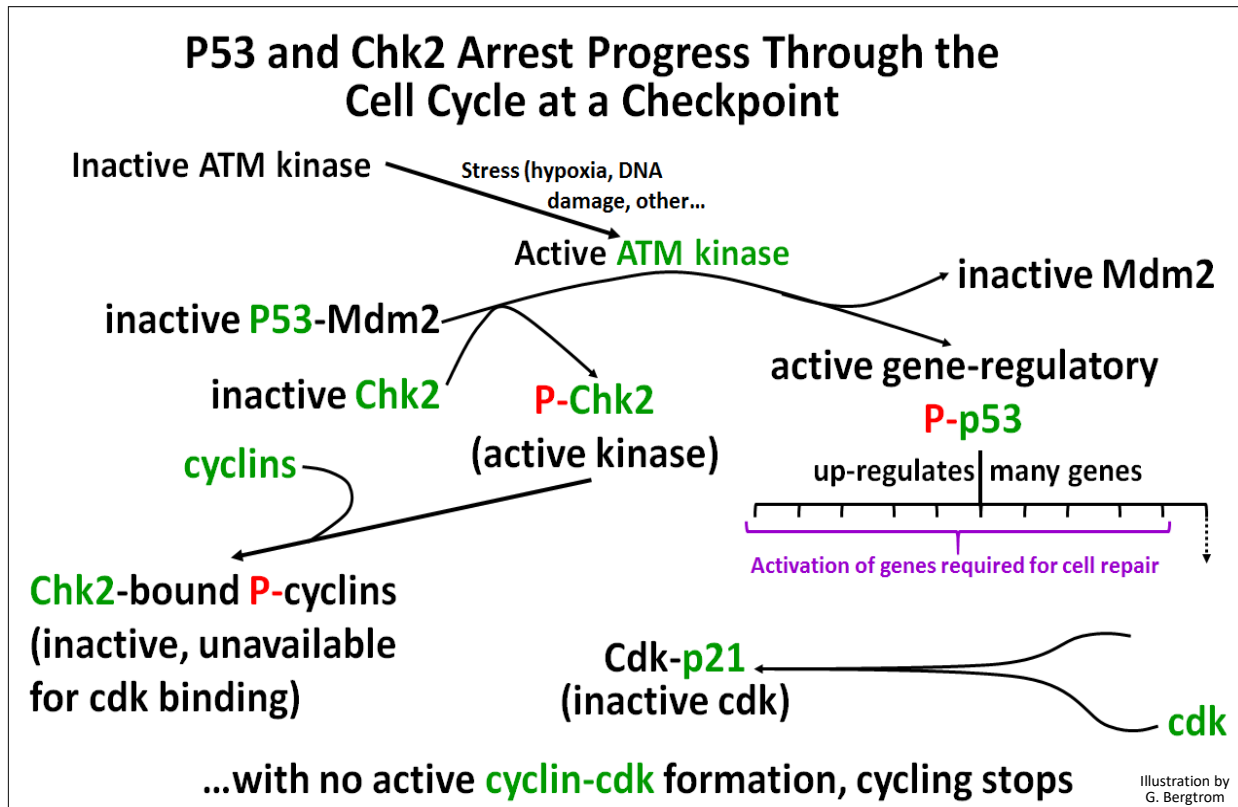 P53 and Chk2 Arrest Progress Through the
Cell Cycle at a Checkpoint
Inactive ATM kinase
Stress (hypoxia, DNA
damage, other...
Active ATM kinase
inactive Mdm2
inactive P53-Mdm2
active gene-regulatory
inactive Chk2
P-Chk2
P-p53
(active kinase)
cyclins
up-regulates many genes
Activation of genes required for cell repair
Chk2-bound P-cyclins
(inactive, unavailable
for cdk binding)
Cdk-p21
(inactive cdk)
cdk
...with no active cyclin-cdk formation, cycling stops
Illustration by
G. Bergtrom